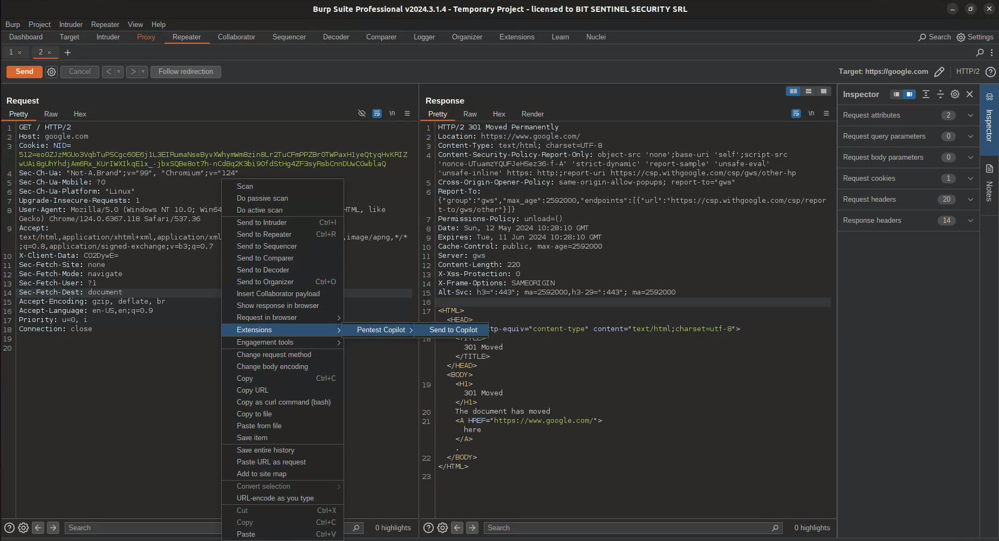 Burp Suite Professional v2024.3.1.4 - Temporary Project - licensed to BIT SENTINEL SECURITY SRL
Burp Project Intruder Repeater View Help
Dashboard Target Intruder Proxy Repeater Collaborator Sequencer Decoder Comparer Logger Organizer Extensions Learn Nuclei Search Settings
1 × 2 × +
Send Cancel < > Follow redirection Target: https://google.com HTTP/2
Request
Pretty Raw Hex \n
1 GET / HTTP/2
2 Host: google.com
3 Cookie: NID=
4 Sec-Ch-Ua: "Not-A.Brand";v="99", "Chromium";v="124"
5 Sec-Ch-Ua-Mobile: ?0
6 Sec-Ch-Ua-Platform: "Linux"
7 Upgrade-Insecure-Requests: 1
8 User-Agent: Mozilla/5.0 (Windows NT 10.0; Win64 HTML, like
Gecko) Chrome/124.0.6367.118 Safari/537.36
9 Accept:
text/html,application/xhtml+xml,application/xml ,image/apng,*/*
;q=0.8,application/signed-exchange;v=b3;q=0.7
10 X-Client-Data: CO2DywE=
11 Sec-Fetch-Site: none
12 Sec-Fetch-Mode: navigate
13 Sec-Fetch-User: ?1
14 Sec-Fetch-Dest: document
15 Accept-Encoding: gzip, deflate, br
16 Accept-Language: en-US,en;q=0.9
17 Priority: u=0, i
18 Connection: close
19
20
Scan
Do passive scan
Do active scan
Send to Intruder Ctrl+I
Send to Repeater Ctrl+R
Send to Sequencer
Send to Comparer
Send to Decoder
Send to Organizer Ctrl+O
Insert Collaborator payload
Show response in browser
Request in browser
Extensions Pentest Copilot Send to Copilot
Engagement tools
Change request method
Change body encoding
Copy Ctrl+C
Copy URL
Copy as curl command (bash)
Copy to file
Paste from file
Save item
Save entire history
Paste URL as request
Add to site map
Convert selection
URL-encode as you type
Cut Ctrl+X
Copy Ctrl+C
Paste Ctrl+V
Search 0 highlights
Response
Pretty Raw Hex Render \n
1 HTTP/2 301 Moved Permanently
2 Location: https://www.google.com/
3 Content-Type: text/html; charset=UTF-8
4 Content-Security-Policy-Report-Only: object-src 'none';base-uri 'self';script-src
'nonce-UTuamzYQUFJeHSez36-f-A' 'strict-dynamic' 'report-sample' 'unsafe-eval'
'unsafe-inline' https: http:;report-uri https://csp.withgoogle.com/csp/gws/other-hp
5 Cross-Origin-Opener-Policy: same-origin-allow-popups; report-to="gws"
6 Report-To:
{"group":"gws","max_age":2592000,"endpoints":[{"url":"https://csp.withgoogle.com/csp/repor
t-to/gws/other"}]}
7 Permissions-Policy: unload=()
8 Date: Sun, 12 May 2024 10:28:10 GMT
9 Expires: Tue, 11 Jun 2024 10:28:10 GMT
10 Cache-Control: public, max-age=2592000
11 Server: gws
12 Content-Length: 220
13 X-Xss-Protection: 0
14 X-Frame-Options: SAMEORIGIN
15 Alt-Svc: h3=":443"; ma=2592000,h3-29=":443"; ma=2592000
16
17 <HTML>
<HEAD>
tp-equiv="content-type" content="text/html;charset=utf-8">
18 <TITLE>
301 Moved
</TITLE>
</HEAD>
<BODY>
19 <H1>
301 Moved
</H1>
20 The document has moved
21 <A HREF="https://www.google.com/">
here
</A>
.
22 </BODY>
</HTML>
23
Search 0 highlights
Inspector
Request attributes 2
Request query parameters 0
Request body parameters 0
Request cookies 1
Request headers 20
Response headers 14
Inspector
Notes